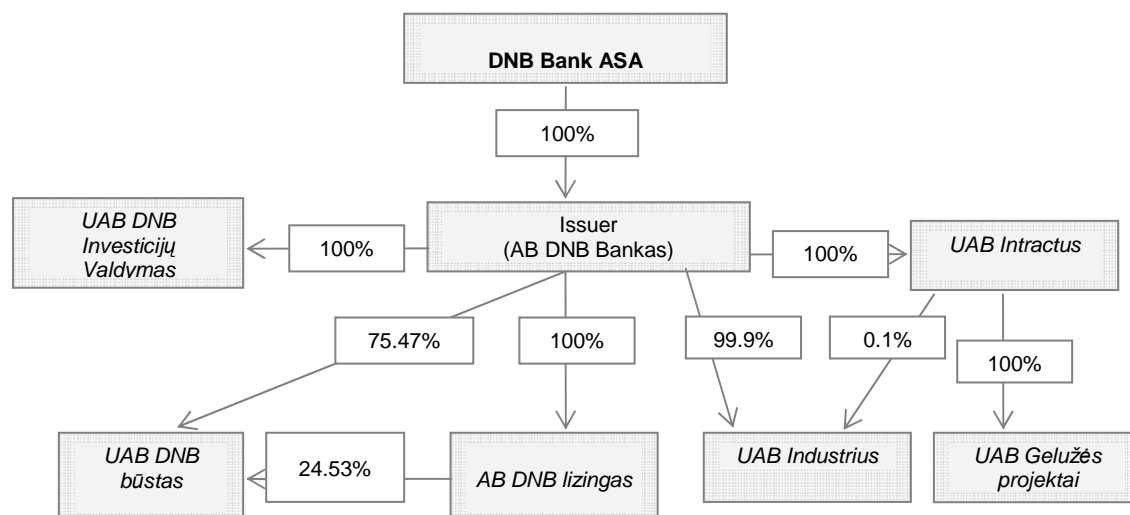 DNB Bank ASA
100%
UAB DNB
Investicijų
Valdymas
100%
Issuer
(AB DNB Bankas)
100%
UAB Intractus
75.47%
100%
99.9%
0.1%
100%
UAB DNB
būstas
24.53%
AB DNB lizingas
UAB Industrius
UAB Gelužės
projektai